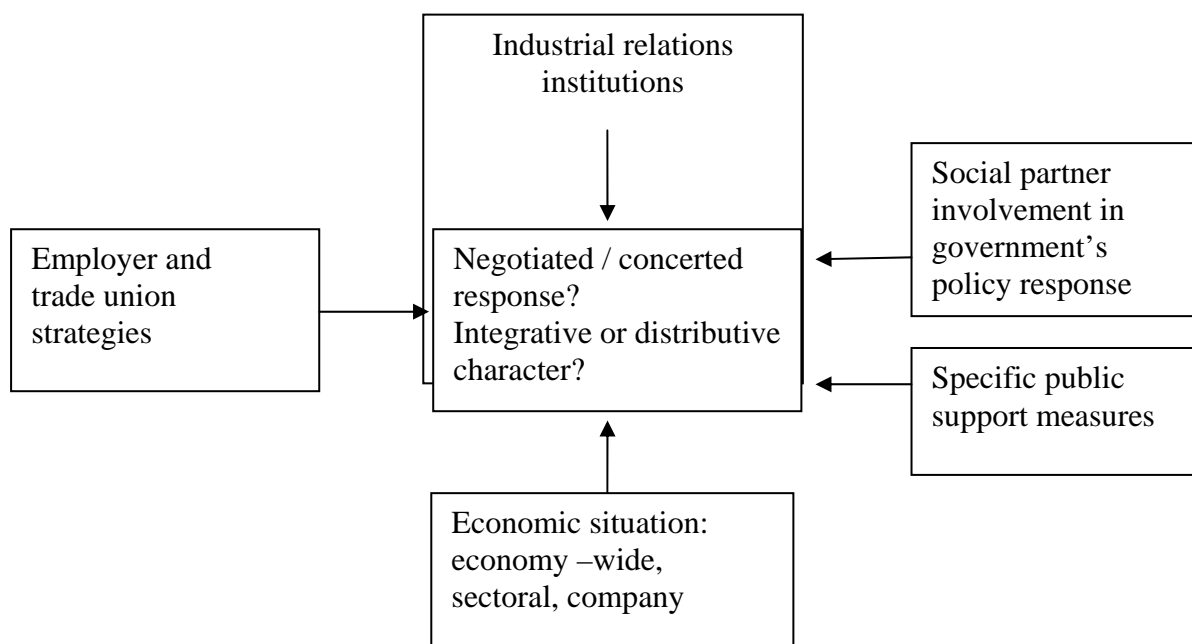 Industrial relations
institutions
Social partner
involvement in
government’s
policy response
Employer and
trade union
strategies
Negotiated / concerted
response?
Integrative or distributive
character?
Specific public
support measures
Economic situation:
economy –wide,
sectoral, company